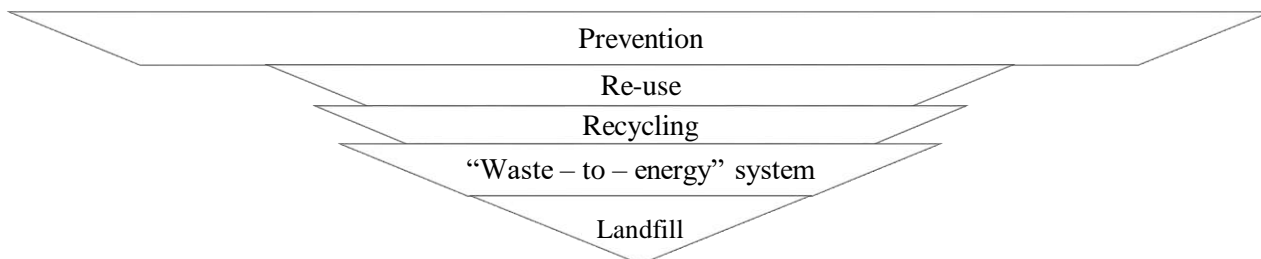 Prevention
Re-use
Recycling
“Waste – to – energy” system
Landfill